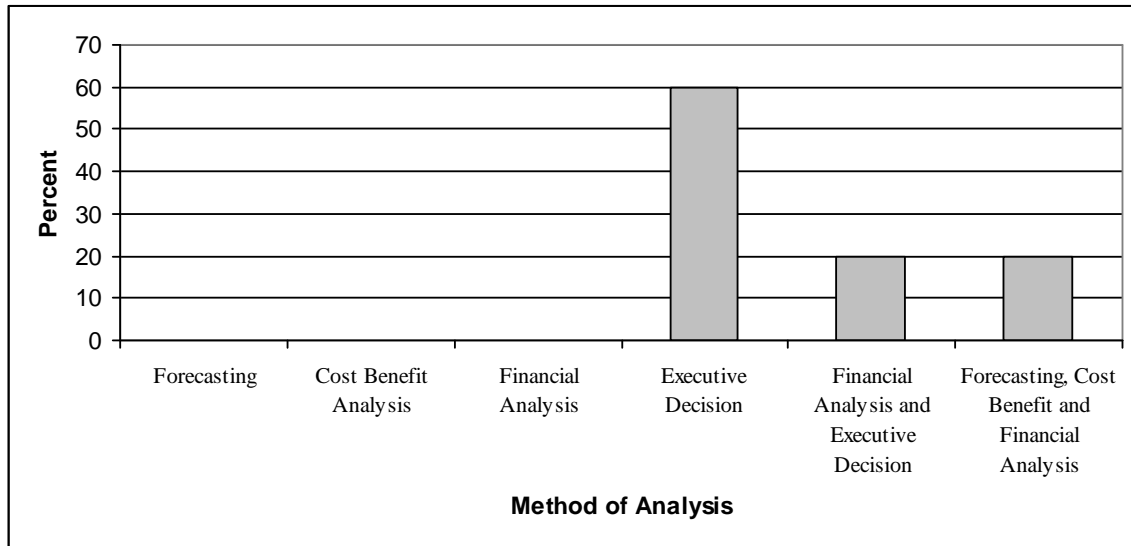 70
60
50
40
30
20
10
0
Percent
Forecasting
Cost Benefit
Analysis
Financial
Analysis
Executive
Decision
Financial
Analysis and
Executive
Decision
Forecasting, Cost
Benefit and
Financial
Analysis
Method of Analysis